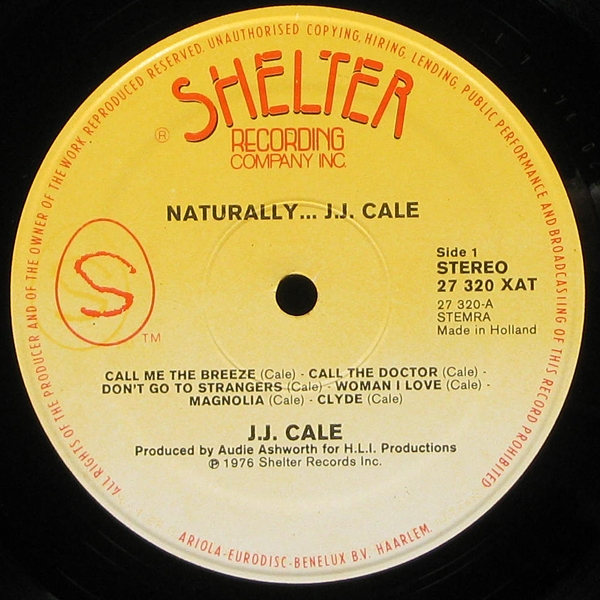 ALL RIGHTS OF THE PRODUCER AND OF THE OWNER OF THE WORK REPRODUCED RESERVED. UNAUTHORISED COPYING, HIRING, LENDING, PUBLIC PERFORMANCE AND BROADCASTING OF THIS RECORD PROHIBITED
SHELTER
®
RECORDING
COMPANY INC.
NATURALLY... J.J. CALE
S
TM
Side 1
STEREO
27 320 XAT
27 320-A
STEMRA
Made in Holland
CALL ME THE BREEZE (Cale) - CALL THE DOCTOR (Cale) -
DON'T GO TO STRANGERS (Cale) - WOMAN I LOVE (Cale) -
MAGNOLIA (Cale) - CLYDE (Cale)
J.J. CALE
Produced by Audie Ashworth for H.L.I. Productions
℗ 1976 Shelter Records Inc.
ARIOLA-EURODISC-BENELUX B.V. HAARLEM.